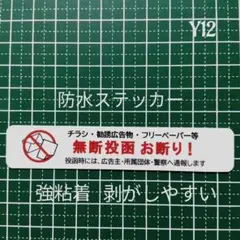 Y12
防水ステッカー
チラシ・勧誘広告物・フリーペーパー等
無断投函 お断り!
投函時には、広告主・所属団体・警察へ通報します
強粘着 剥がしやすい